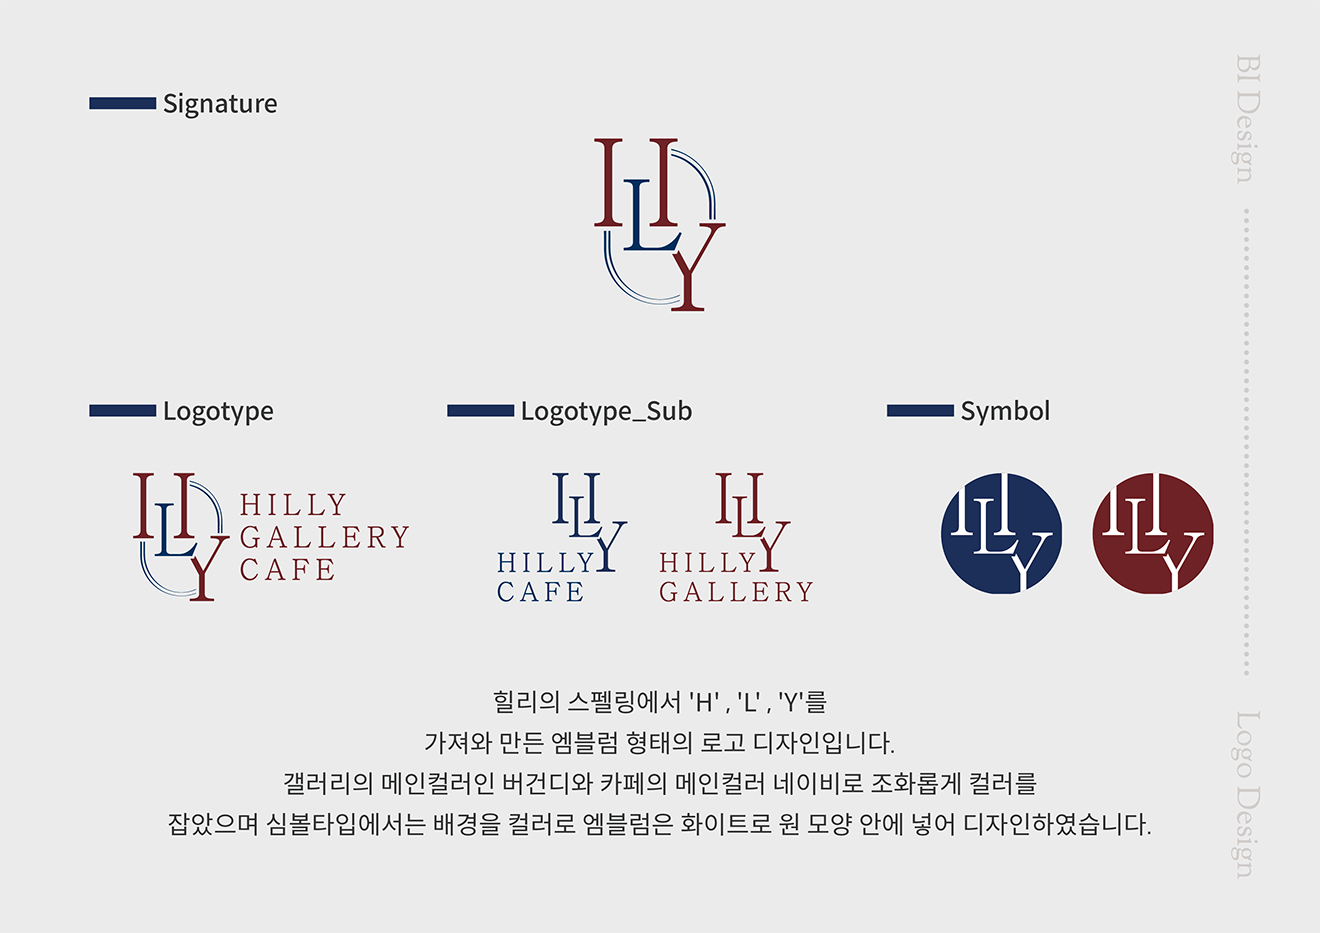 Signature
HLY
Logotype
HLY
HILLY
GALLERY
CAFE
Logotype_Sub
HLY
HILLY
CAFE
HLY
HILLY
GALLERY
Symbol
HLY
HLY
힐리의 스펠링에서 'H' , 'L' , 'Y'를
가져와 만든 엠블럼 형태의 로고 디자인입니다.
갤러리의 메인컬러인 버건디와 카페의 메인컬러 네이비로 조화롭게 컬러를
잡았으며 심볼타입에서는 배경을 컬러로 엠블럼은 화이트로 원 모양 안에 넣어 디자인하였습니다.
BI Design
Logo Design